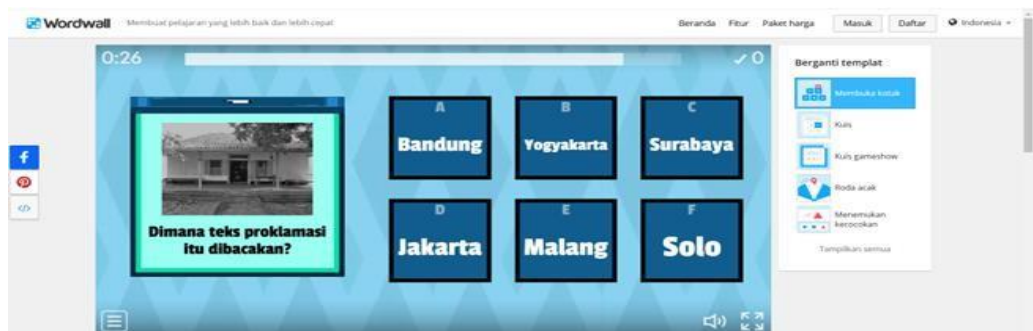 Wordwall
Membuat pelajaran yang lebih baik dan lebih cepat
Beranda Fitur Paket harga Masuk Daftar Indonesia
0:26
0
Dimana teks proklamasi
itu dibacakan?
A
Bandung
B
Yogyakarta
C
Surabaya
D
Jakarta
E
Malang
F
Solo
Berganti templat
Membuka kotak
Kuis
Kuis gameshow
Roda acak
Menemukan
kecocokan
Tampilkan semua